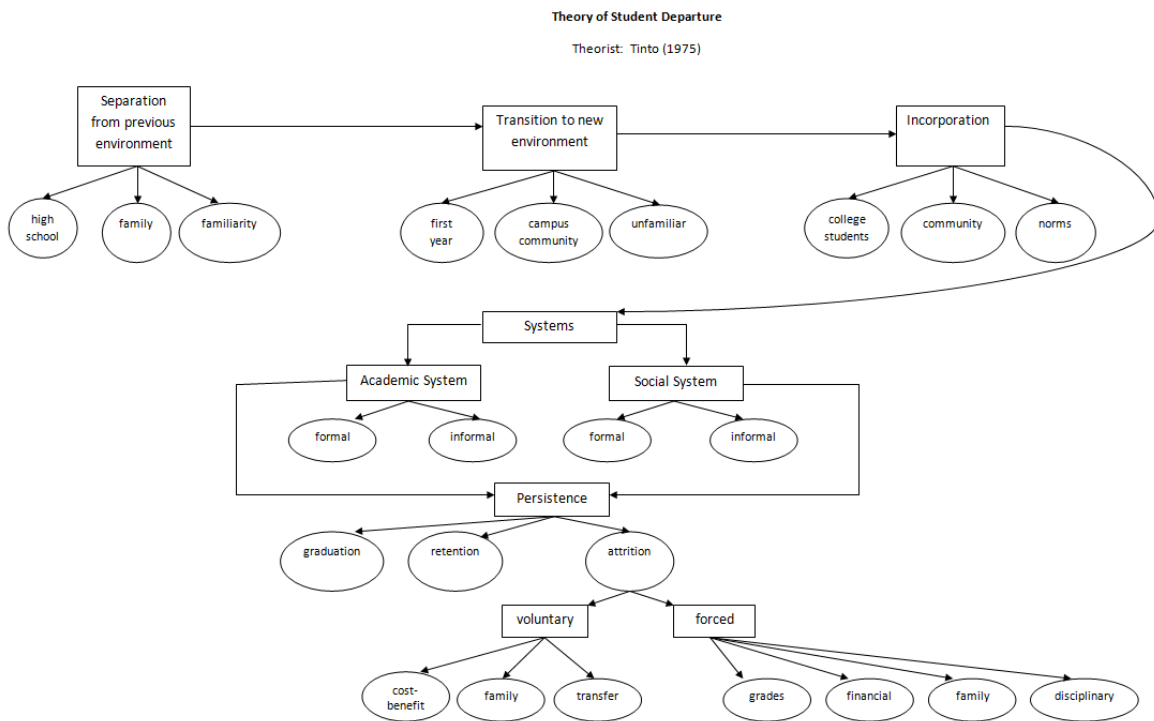 Theory of Student Departure
Theorist:  Tinto (1975)
Separation
from previous
environment
Transition to new
environment
Incorporation
high
school
family
familiarity
first
year
campus
community
unfamiliar
college
students
community
norms
Systems
Academic System
Social System
formal
informal
formal
informal
Persistence
graduation
retention
attrition
voluntary
forced
cost-
benefit
family
transfer
grades
financial
family
disciplinary